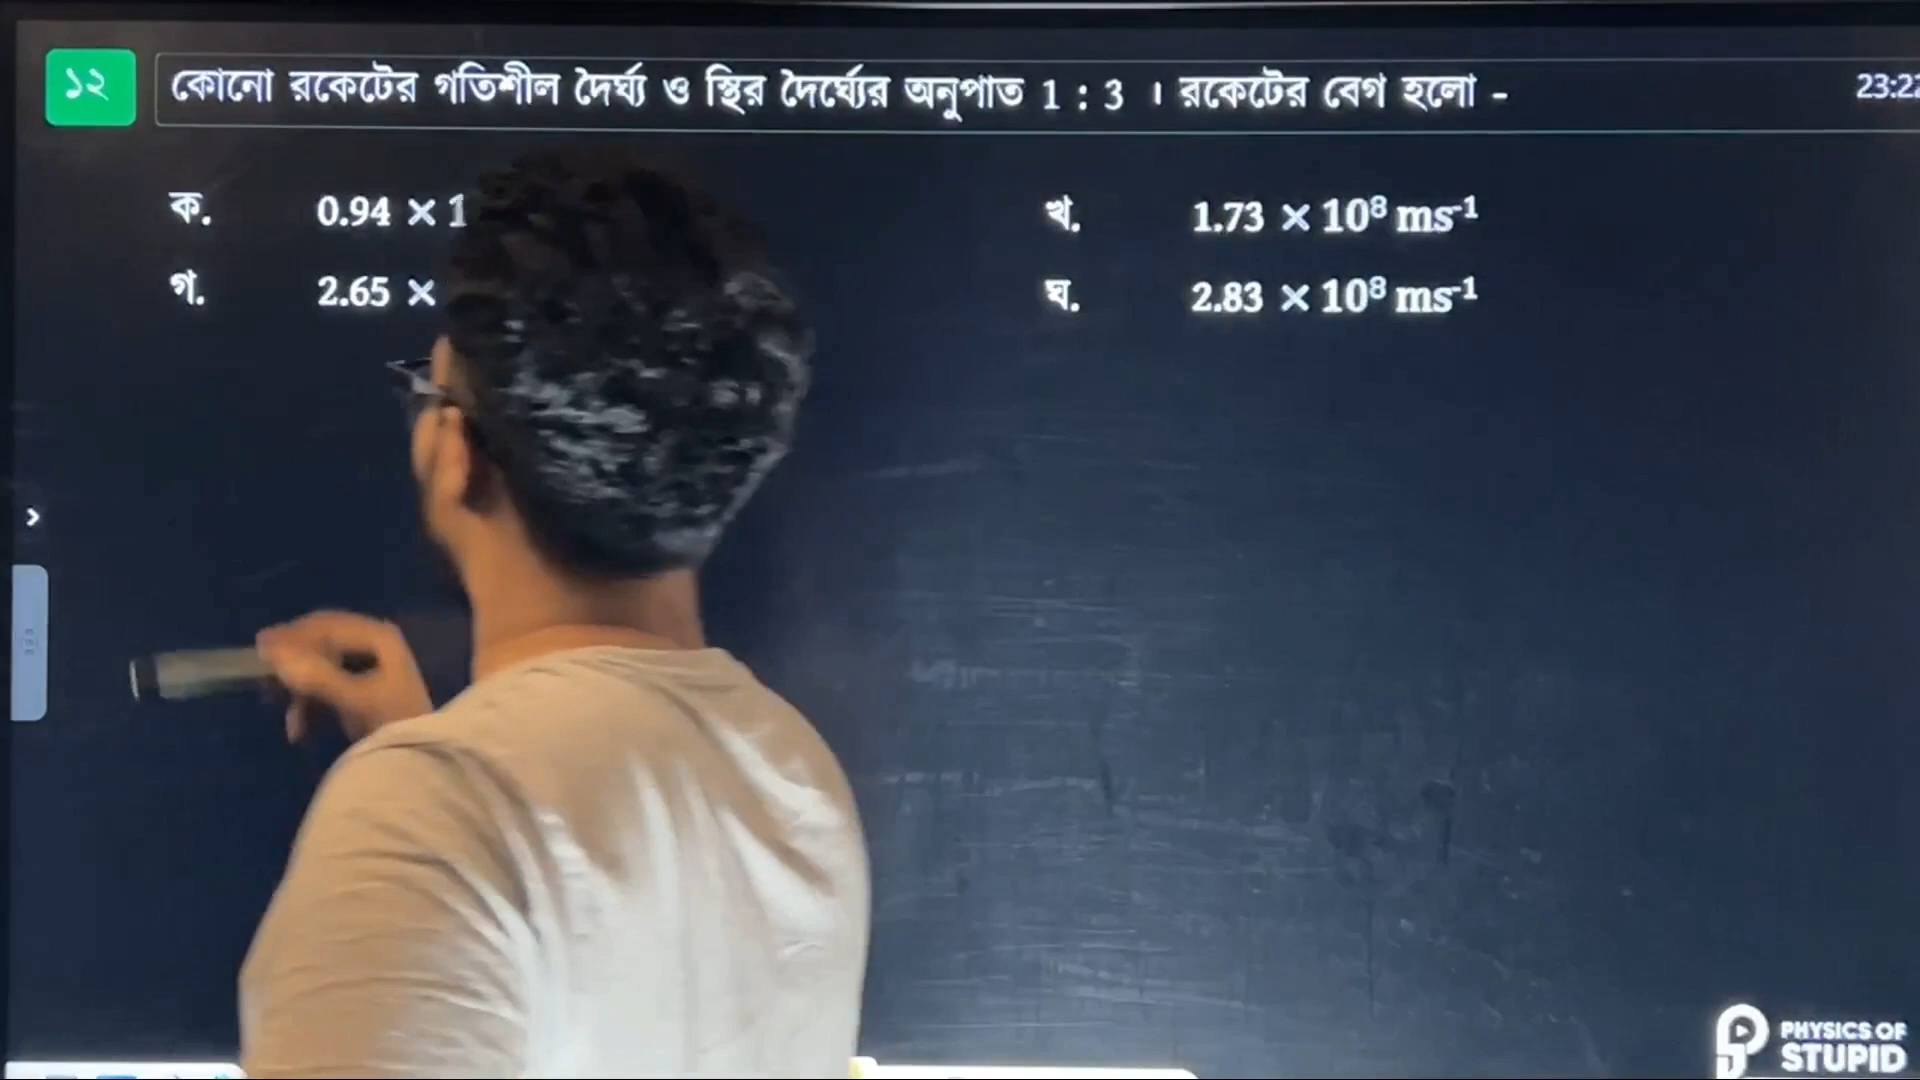 ১২ কোনো রকেটের গতিশীল দৈর্ঘ্য ও স্থির দৈর্ঘ্যের অনুপাত 1 : 3 । রকেটের বেগ হলো - 23:22
ক. 0.94 × 1 খ. 1.73 × 10⁸ ms⁻¹
গ. 2.65 × ঘ. 2.83 × 10⁸ ms⁻¹
PHYSICS OF
STUPID